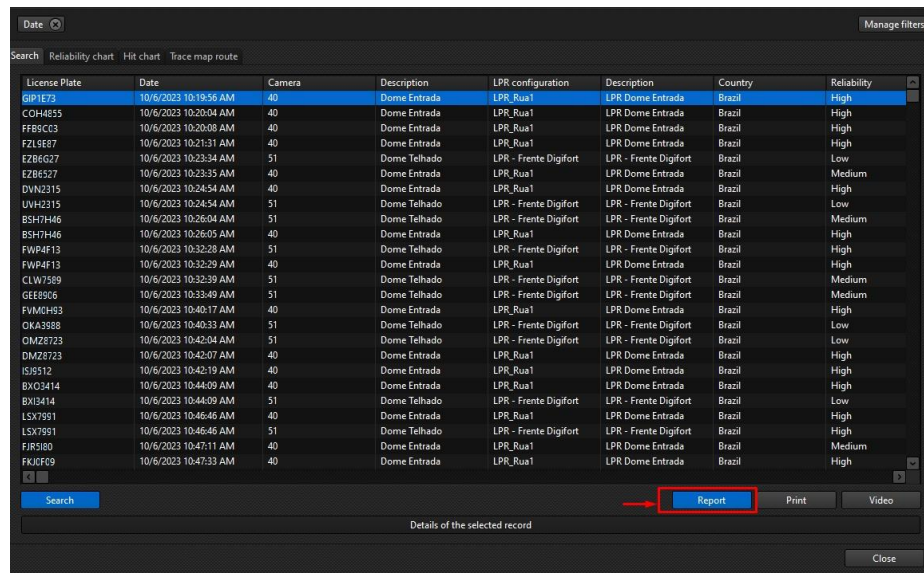 Date
Manage filters
Search Reliability chart Hit chart Trace map route
License Plate Date Camera Description LPR configuration Description Country Reliability
GIP1E73 10/6/2023 10:19:56 AM 40 Dome Entrada LPR_Rua1 LPR Dome Entrada Brazil High
COH4855 10/6/2023 10:20:04 AM 40 Dome Entrada LPR_Rua1 LPR Dome Entrada Brazil High
FFB9C03 10/6/2023 10:20:08 AM 40 Dome Entrada LPR_Rua1 LPR Dome Entrada Brazil High
FZL9E87 10/6/2023 10:21:31 AM 40 Dome Entrada LPR_Rua1 LPR Dome Entrada Brazil High
EZB6G27 10/6/2023 10:23:34 AM 51 Dome Telhado LPR - Frente Digifort LPR - Frente Digifort Brazil Low
EZB6527 10/6/2023 10:23:35 AM 40 Dome Entrada LPR_Rua1 LPR Dome Entrada Brazil Medium
DVN2315 10/6/2023 10:24:54 AM 40 Dome Entrada LPR_Rua1 LPR Dome Entrada Brazil High
UVH2315 10/6/2023 10:24:54 AM 51 Dome Telhado LPR - Frente Digifort LPR - Frente Digifort Brazil Low
BSH7H46 10/6/2023 10:26:04 AM 51 Dome Telhado LPR - Frente Digifort LPR - Frente Digifort Brazil Medium
BSH7H46 10/6/2023 10:26:05 AM 40 Dome Entrada LPR_Rua1 LPR Dome Entrada Brazil High
FWP4F13 10/6/2023 10:32:28 AM 51 Dome Telhado LPR - Frente Digifort LPR - Frente Digifort Brazil High
FWP4F13 10/6/2023 10:32:29 AM 40 Dome Entrada LPR_Rua1 LPR Dome Entrada Brazil High
CLW7589 10/6/2023 10:32:39 AM 51 Dome Telhado LPR - Frente Digifort LPR - Frente Digifort Brazil Medium
GEE8906 10/6/2023 10:33:49 AM 51 Dome Telhado LPR - Frente Digifort LPR - Frente Digifort Brazil Medium
FVM0H93 10/6/2023 10:40:17 AM 40 Dome Entrada LPR_Rua1 LPR Dome Entrada Brazil High
OKA3988 10/6/2023 10:40:33 AM 51 Dome Telhado LPR - Frente Digifort LPR - Frente Digifort Brazil Low
OMZ8723 10/6/2023 10:42:04 AM 51 Dome Telhado LPR - Frente Digifort LPR - Frente Digifort Brazil Low
DMZ8723 10/6/2023 10:42:07 AM 40 Dome Entrada LPR_Rua1 LPR Dome Entrada Brazil High
ISJ9512 10/6/2023 10:42:19 AM 40 Dome Entrada LPR_Rua1 LPR Dome Entrada Brazil High
BXO3414 10/6/2023 10:44:09 AM 40 Dome Entrada LPR_Rua1 LPR Dome Entrada Brazil High
BXI3414 10/6/2023 10:44:09 AM 51 Dome Telhado LPR - Frente Digifort LPR - Frente Digifort Brazil Low
LSX7991 10/6/2023 10:46:46 AM 40 Dome Entrada LPR_Rua1 LPR Dome Entrada Brazil High
LSX7991 10/6/2023 10:46:46 AM 51 Dome Telhado LPR - Frente Digifort LPR - Frente Digifort Brazil High
FJR5I80 10/6/2023 10:47:11 AM 40 Dome Entrada LPR_Rua1 LPR Dome Entrada Brazil Medium
FKJ0F09 10/6/2023 10:47:33 AM 40 Dome Entrada LPR_Rua1 LPR Dome Entrada Brazil High
Search Report Print Video
Details of the selected record
Close